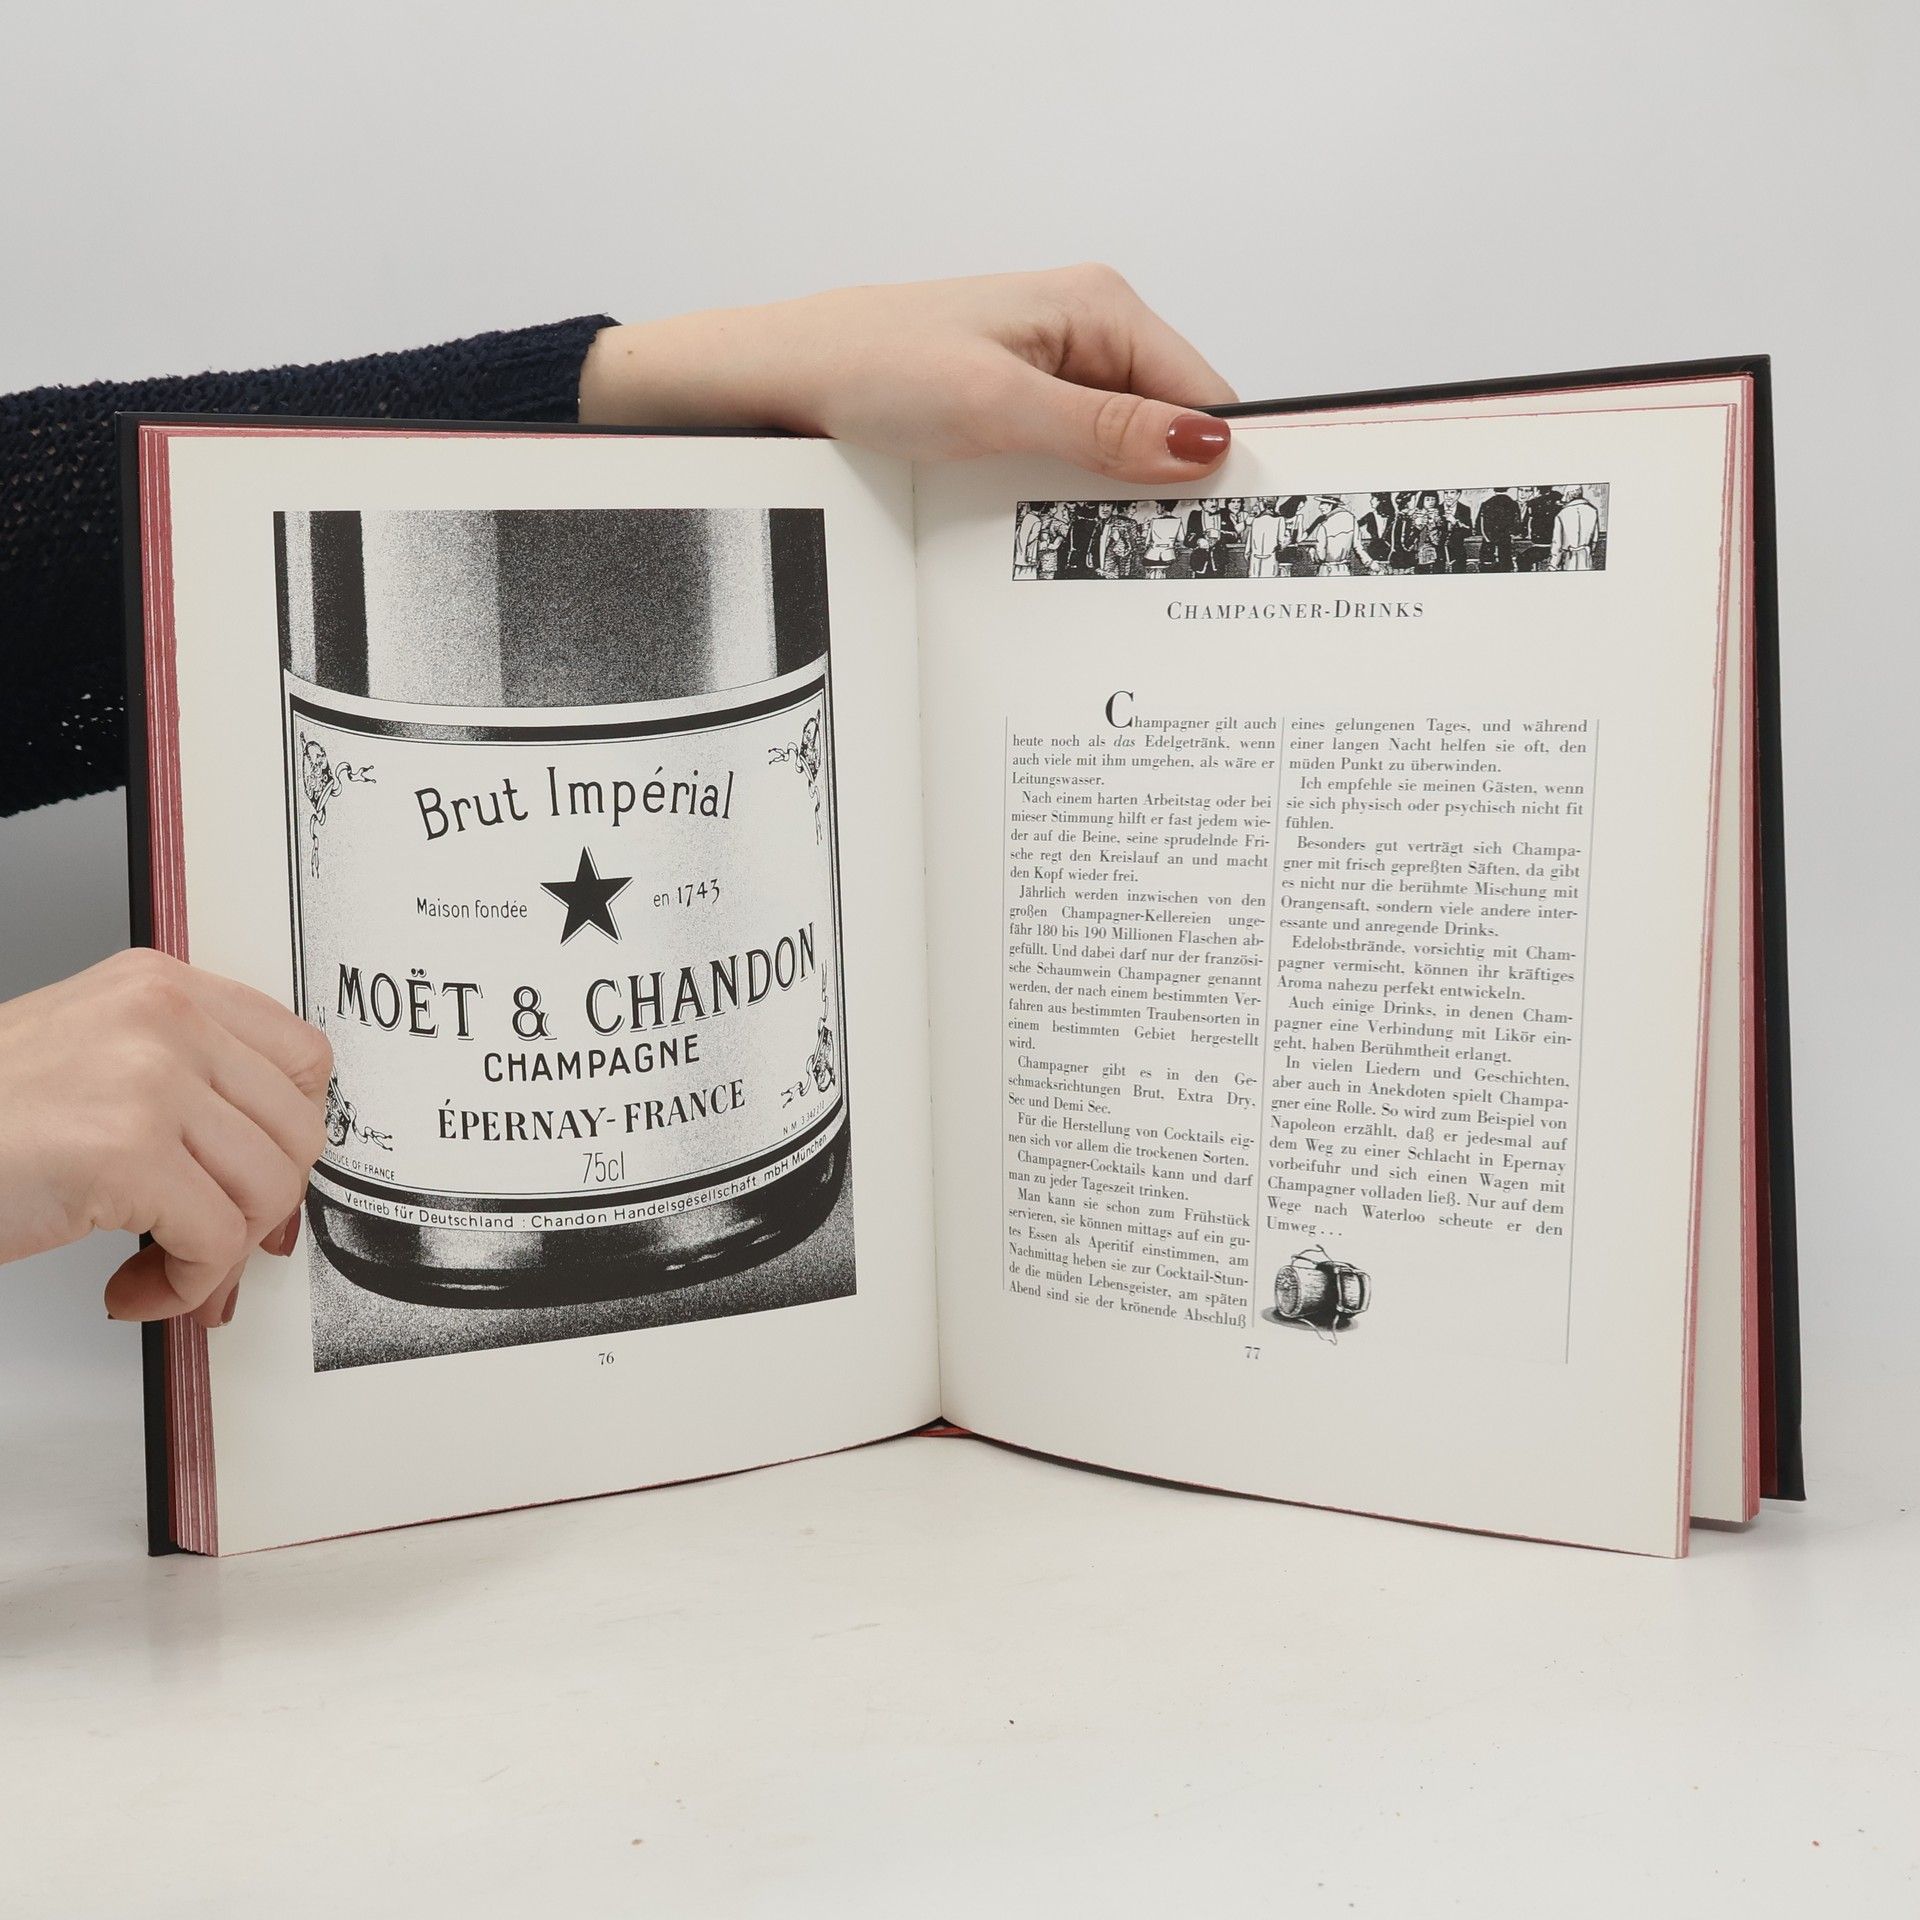 Brut Impérial
Maison fondée en 1743
MOËT & CHANDON
CHAMPAGNE
ÉPERNAY-FRANCE
75cl
N.M. 3.342.312
OF FRANCE
Vertrieb für Deutschland : Chandon Handelsgesellschaft mbH München
76
CHAMPAGNER-DRINKS
Champagner gilt auch
heute noch als das Edelgetränk, wenn
auch viele mit ihm umgehen, als wäre er
Leitungswasser.
Nach einem harten Arbeitstag oder bei
mieser Stimmung hilft er fast jedem wie-
der auf die Beine, seine sprudelnde Fri-
sche regt den Kreislauf an und macht
den Kopf wieder frei.
Jährlich werden inzwischen von den
großen Champagner-Kellereien unge-
fähr 180 bis 190 Millionen Flaschen ab-
gefüllt. Und dabei darf nur der französi-
sche Schaumwein Champagner genannt
werden, der nach einem bestimmten Ver-
fahren aus bestimmten Traubensorten in
einem bestimmten Gebiet hergestellt
wird.
Champagner gibt es in den Ge-
schmacksrichtungen Brut, Extra Dry,
Sec und Demi Sec.
Für die Herstellung von Cocktails eig-
nen sich vor allem die trockenen Sorten.
Champagner-Cocktails kann und darf
man zu jeder Tageszeit trinken.
Man kann sie schon zum Frühstück
servieren, sie können mittags auf ein gu-
tes Essen als Aperitif einstimmen, am
Nachmittag heben sie zur Cocktail-Stun-
de die müden Lebensgeister, am späten
Abend sind sie der krönende Abschluß
eines gelungenen Tages, und während
einer langen Nacht helfen sie oft, den
müden Punkt zu überwinden.
Ich empfehle sie meinen Gästen, wenn
sie sich physisch oder psychisch nicht fit
fühlen.
Besonders gut verträgt sich Champa-
gner mit frisch gepreßten Säften, da gibt
es nicht nur die berühmte Mischung mit
Orangensaft, sondern viele andere inter-
essante und anregende Drinks.
Edelobstbrände, vorsichtig mit Cham-
pagner vermischt, können ihr kräftiges
Aroma nahezu perfekt entwickeln.
Auch einige Drinks, in denen Cham-
pagner eine Verbindung mit Likör ein-
geht, haben Berühmtheit erlangt.
In vielen Liedern und Geschichten,
aber auch in Anekdoten spielt Champa-
gner eine Rolle. So wird zum Beispiel von
Napoleon erzählt, daß er jedesmal auf
dem Weg zu einer Schlacht in Epernay
vorbeifuhr und sich einen Wagen mit
Champagner volladen ließ. Nur auf dem
Wege nach Waterloo scheute er den
Umweg . . .
77